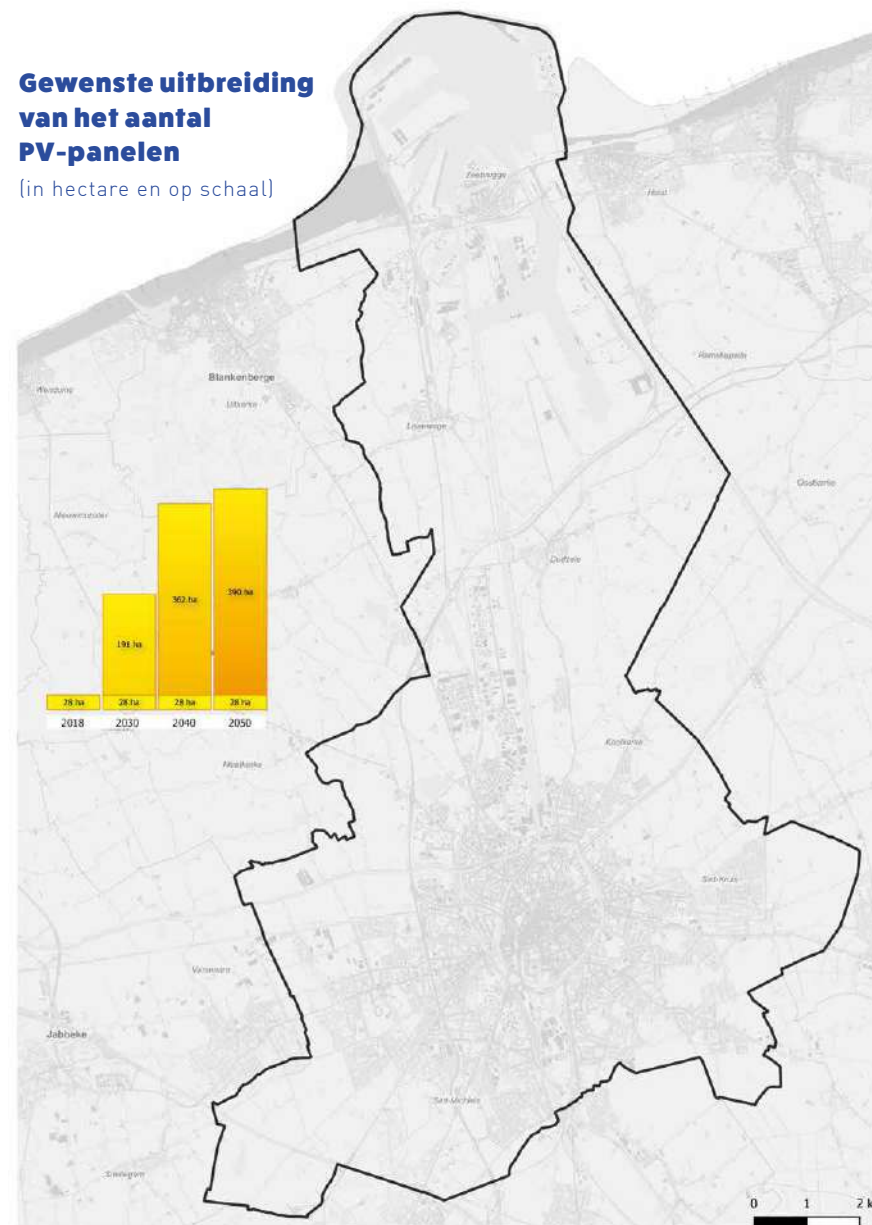 Gewenste uitbreiding
van het aantal
PV-panelen
(in hectare en op schaal)
Zeebrugge
Heist
Ramskapelle
Wenduine
Blankenberge
Uitkerke
Lissewege
Oostkerke
Nieuwmunster
Dudzele
390 ha
362 ha
191 ha
28 ha
28 ha
28 ha
28 ha
2018
2030
2040
2050
Koolkerke
Meetkerke
Sint-Kruis
Varsenare
Jabbeke
Sint-Michiels
Snellegem
0 1 2 k